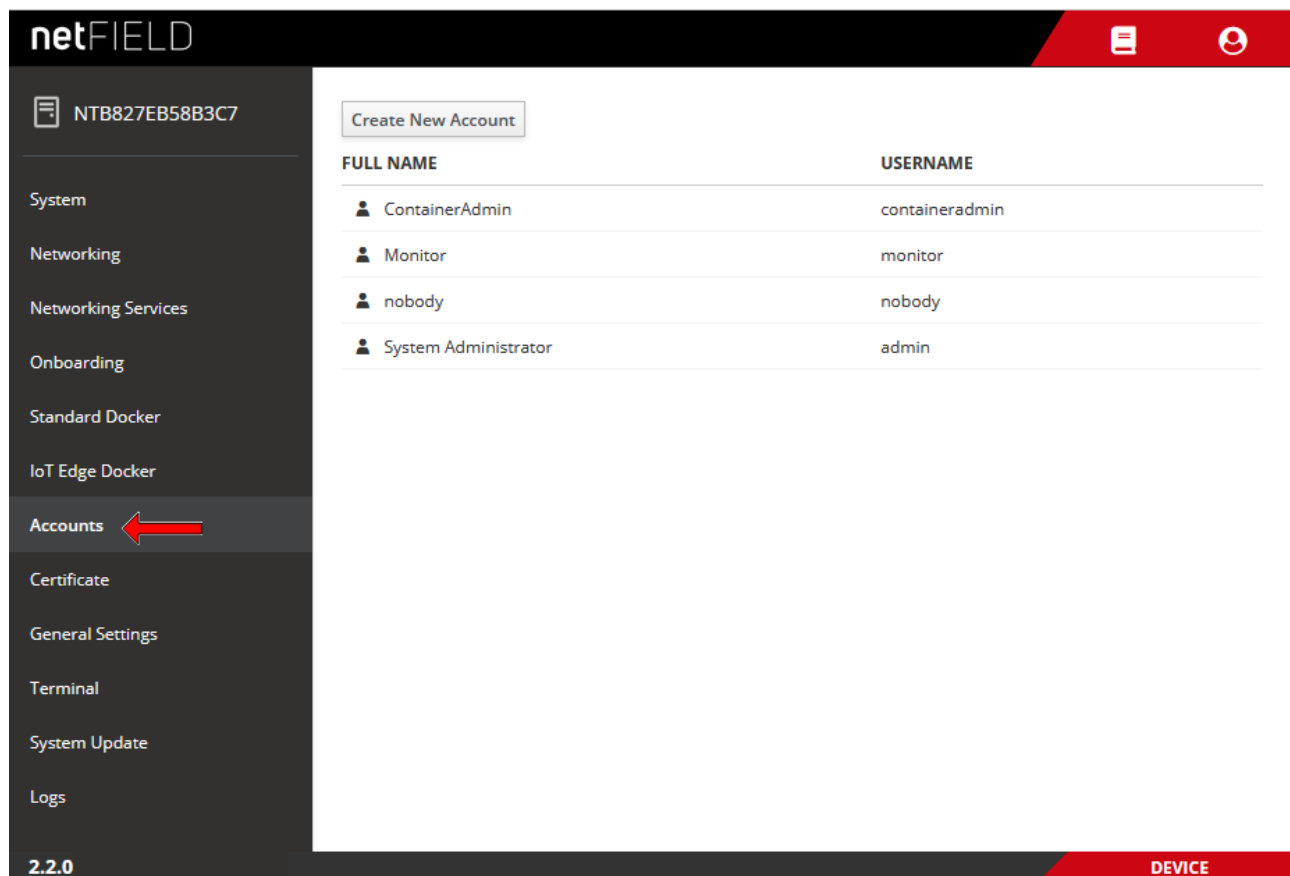 netFIELD
NTB827EB58B3C7
System
Networking
Networking Services
Onboarding
Standard Docker
IoT Edge Docker
Accounts
Certificate
General Settings
Terminal
System Update
Logs
2.2.0
Create New Account
FULL NAME USERNAME
ContainerAdmin containeradmin
Monitor monitor
nobody nobody
System Administrator admin
DEVICE